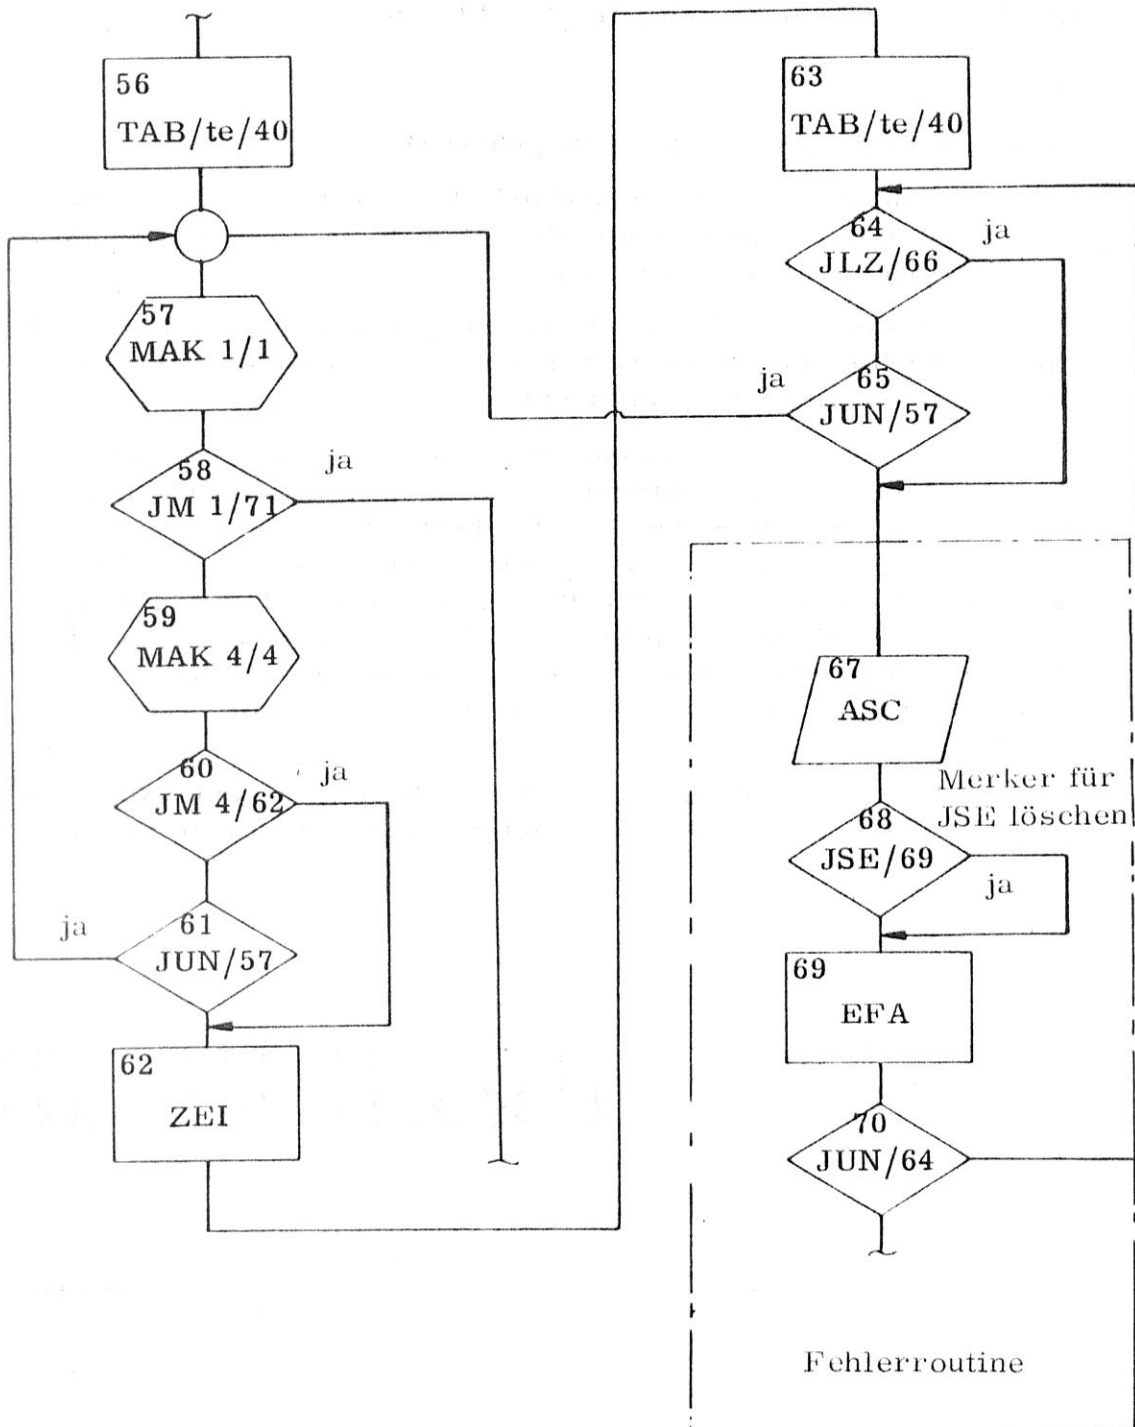 56
TAB/te/40
57
MAK 1/1
58
JM 1/71
ja
59
MAK 4/4
60
JM 4/62
ja
61
JUN/57
ja
62
ZEI
63
TAB/te/40
64
JLZ/66
ja
65
JUN/57
ja
67
ASC
Merker für
JSE löschen
68
JSE/69
ja
69
EFA
70
JUN/64
Fehlerroutine